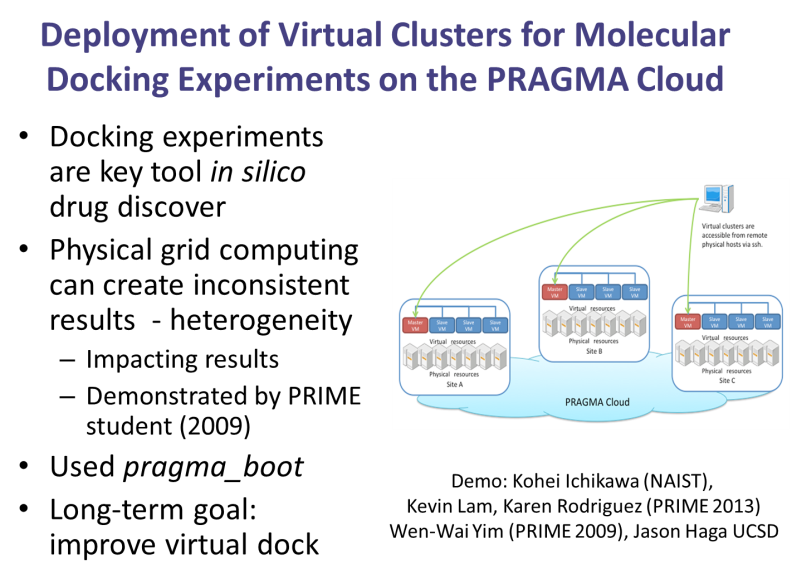 Deployment of Virtual Clusters for Molecular
Docking Experiments on the PRAGMA Cloud
• Docking experiments
are key tool in silico
drug discover
• Physical grid computing
can create inconsistent
results - heterogeneity
– Impacting results
– Demonstrated by PRIME
student (2009)
• Used pragma_boot
• Long-term goal:
improve virtual dock
Virtual clusters are
accessible from remote
physical hosts via ssh.
Master VM
Slave VM
Slave VM
Slave VM
Virtual resources
Physical resources
Site A
Master VM
Slave VM
Slave VM
Slave VM
Virtual resources
Physical resources
Site B
Master VM
Slave VM
Slave VM
Slave VM
Virtual resources
Physical resources
Site C
PRAGMA Cloud
Demo: Kohei Ichikawa (NAIST),
Kevin Lam, Karen Rodriguez (PRIME 2013)
Wen-Wai Yim (PRIME 2009), Jason Haga UCSD